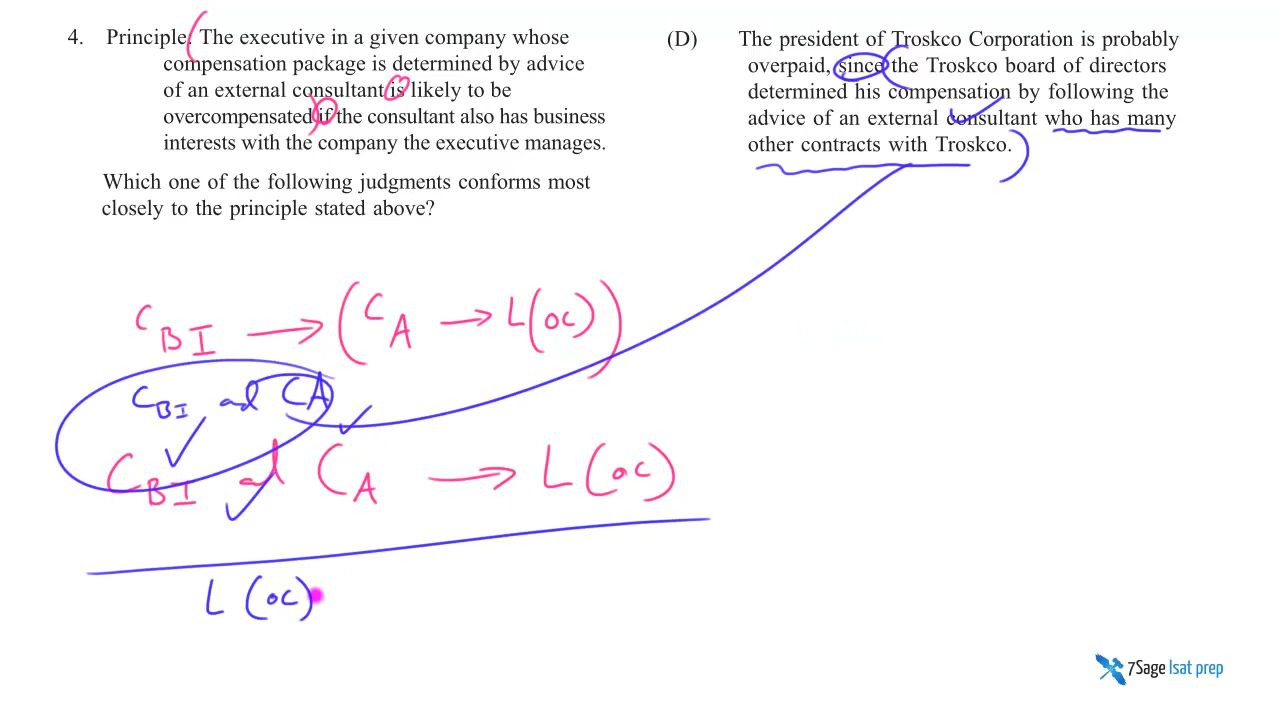 4. Principle: The executive in a given company whose
compensation package is determined by advice
of an external consultant is likely to be
overcompensated if the consultant also has business
interests with the company the executive manages.
Which one of the following judgments conforms most
closely to the principle stated above?
(D) The president of Troskco Corporation is probably
overpaid, since the Troskco board of directors
determined his compensation by following the
advice of an external consultant who has many
other contracts with Troskco.
C BI → (C A → L(oc))
C BI and CA
C BI and C A → L(oc)
L(oc)
7Sage lsat prep